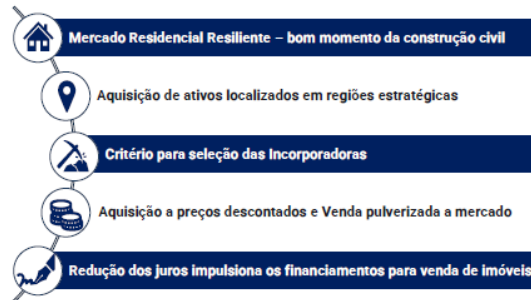 Mercado Residencial Resiliente – bom momento da construção civil
Aquisição de ativos localizados em regiões estratégicas
Critério para seleção das Incorporadoras
Aquisição a preços descontados e Venda pulverizada a mercado
Redução dos juros impulsiona os financiamentos para venda de imóveis